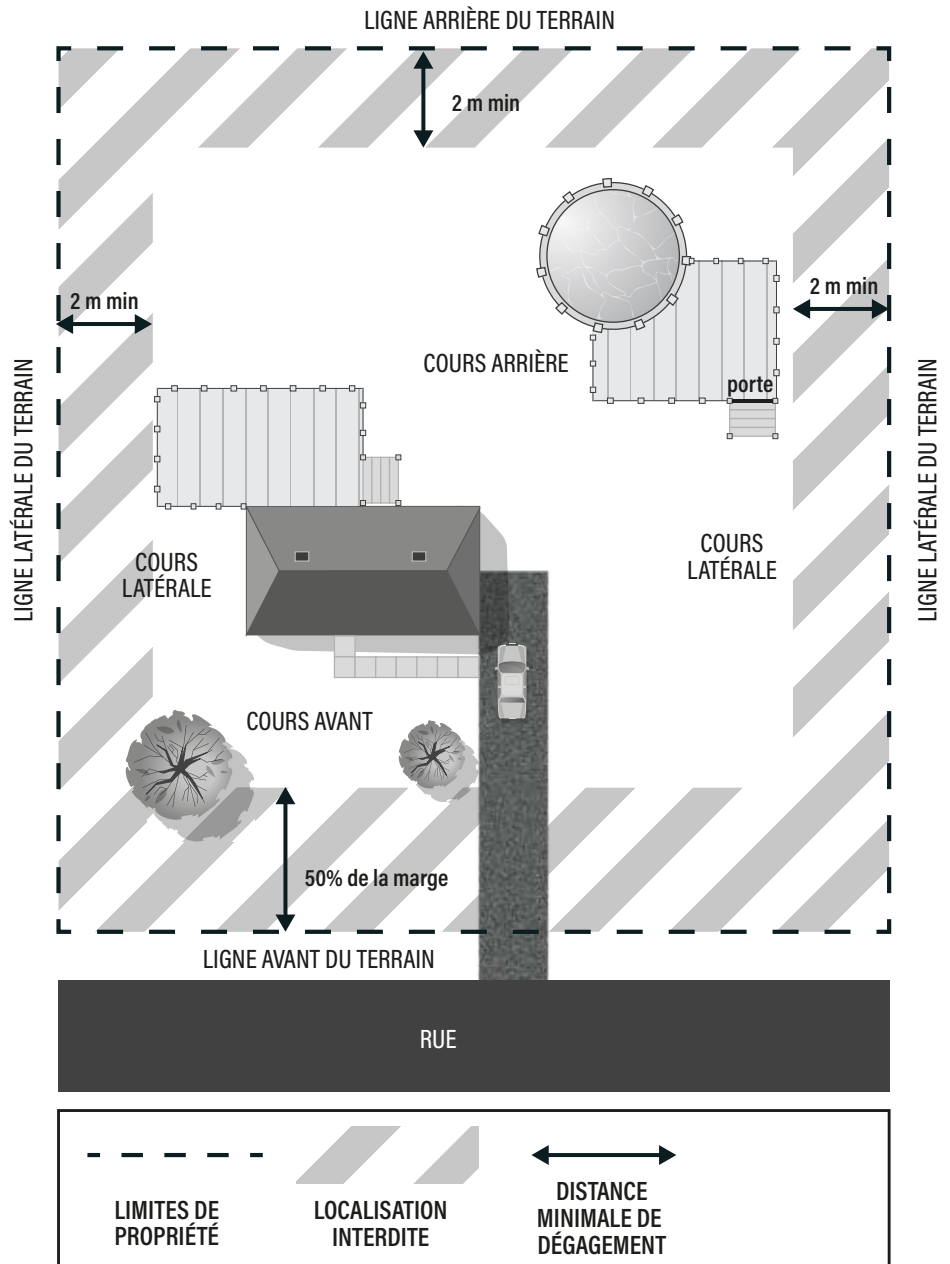 LIGNE ARRIÈRE DU TERRAIN
2 m min
2 m min
2 m min
COURS ARRIÈRE
porte
LIGNE LATÉRALE DU TERRAIN
LIGNE LATÉRALE DU TERRAIN
COURS
LATÉRALE
COURS
LATÉRALE
COURS AVANT
50% de la marge
LIGNE AVANT DU TERRAIN
RUE
LIMITES DE
PROPRIÉTÉ
LOCALISATION
INTERDITE
DISTANCE
MINIMALE DE
DÉGAGEMENT